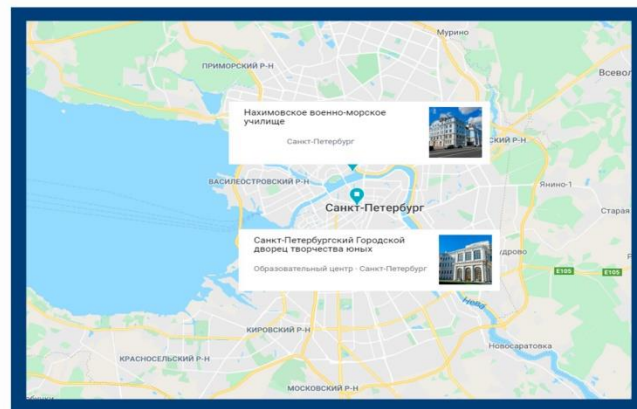 Мурино
ПРИМОРСКИЙ Р-Н
Всевол
Нахимовское военно-морское
училище
Санкт-Петербург
СКИЙ Р-Н
ВАСИЛЕОСТРОВСКИЙ Р-Н
Янино-1
Санкт-Петербург
Старая
Санкт-Петербургский Городской
дворец творчества юных
Образовательный центр · Санкт-Петербург
УДРОВО
E105
E105
Нева
КИРОВСКИЙ Р-Н
Новосаратовка
КРАСНОСЕЛЬСКИЙ Р-Н
МОСКОВСКИЙ Р-Н